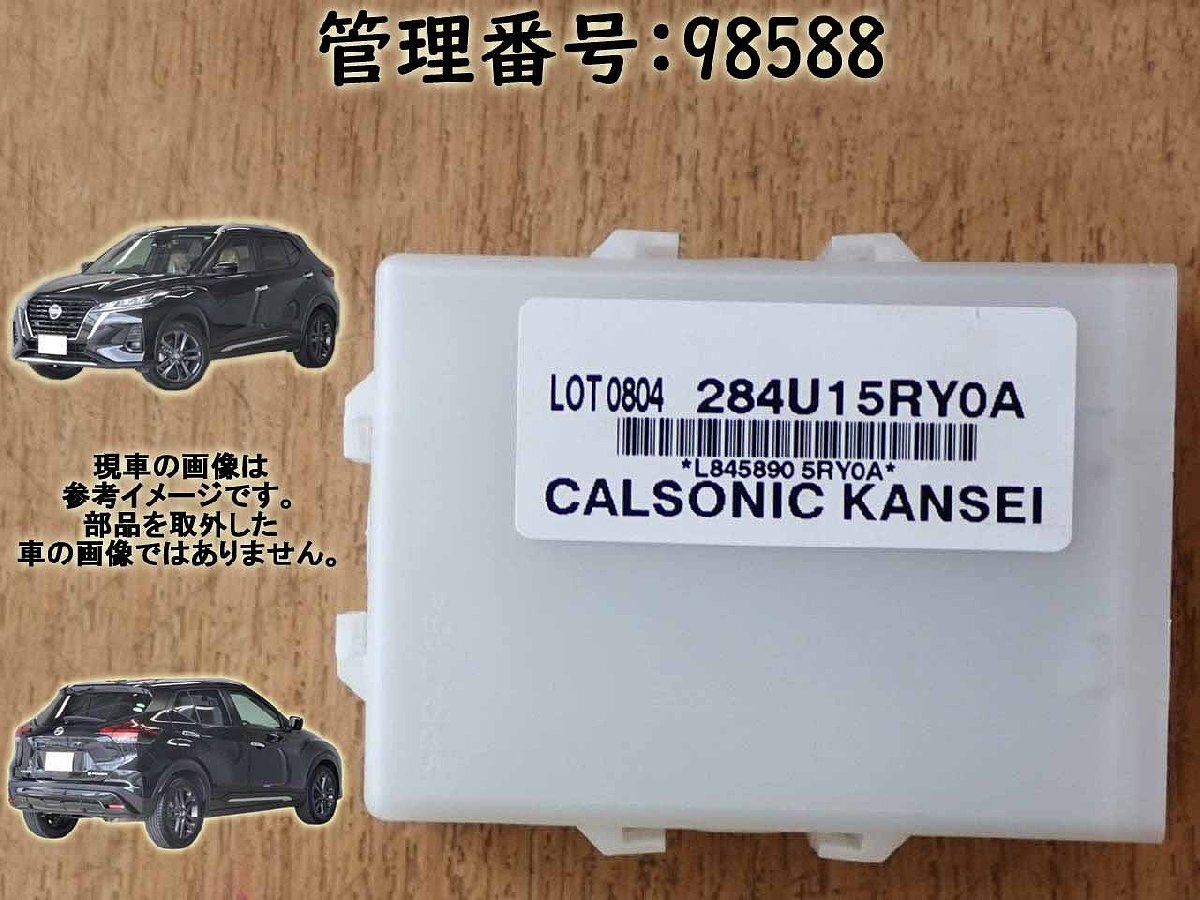 管理番号:98588
LOT 0804 284U15RY0A
*L845890 5RY0A*
CALSONIC KANSEI
現車の画像は
参考イメージです。
部品を取外した
車の画像ではありません。